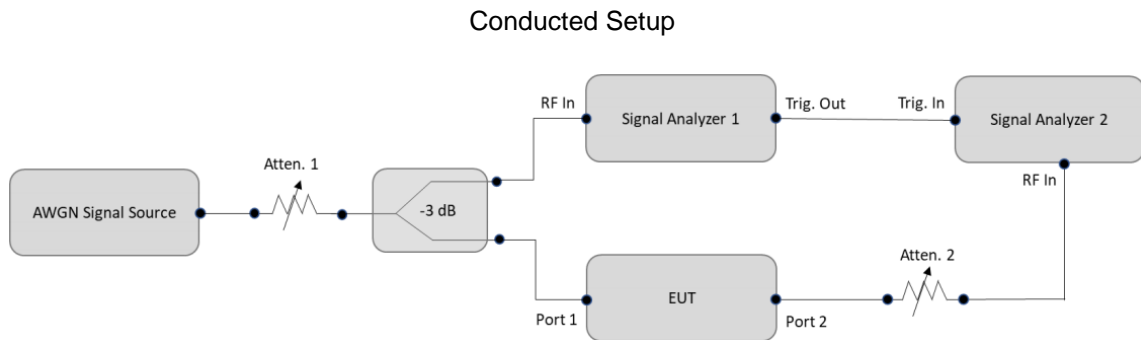 Conducted Setup
RF In
Signal Analyzer 1
Trig. Out
Trig. In
Signal Analyzer 2
RF In
Atten. 1
AWGN Signal Source
-3 dB
Atten. 2
EUT
Port 1
Port 2